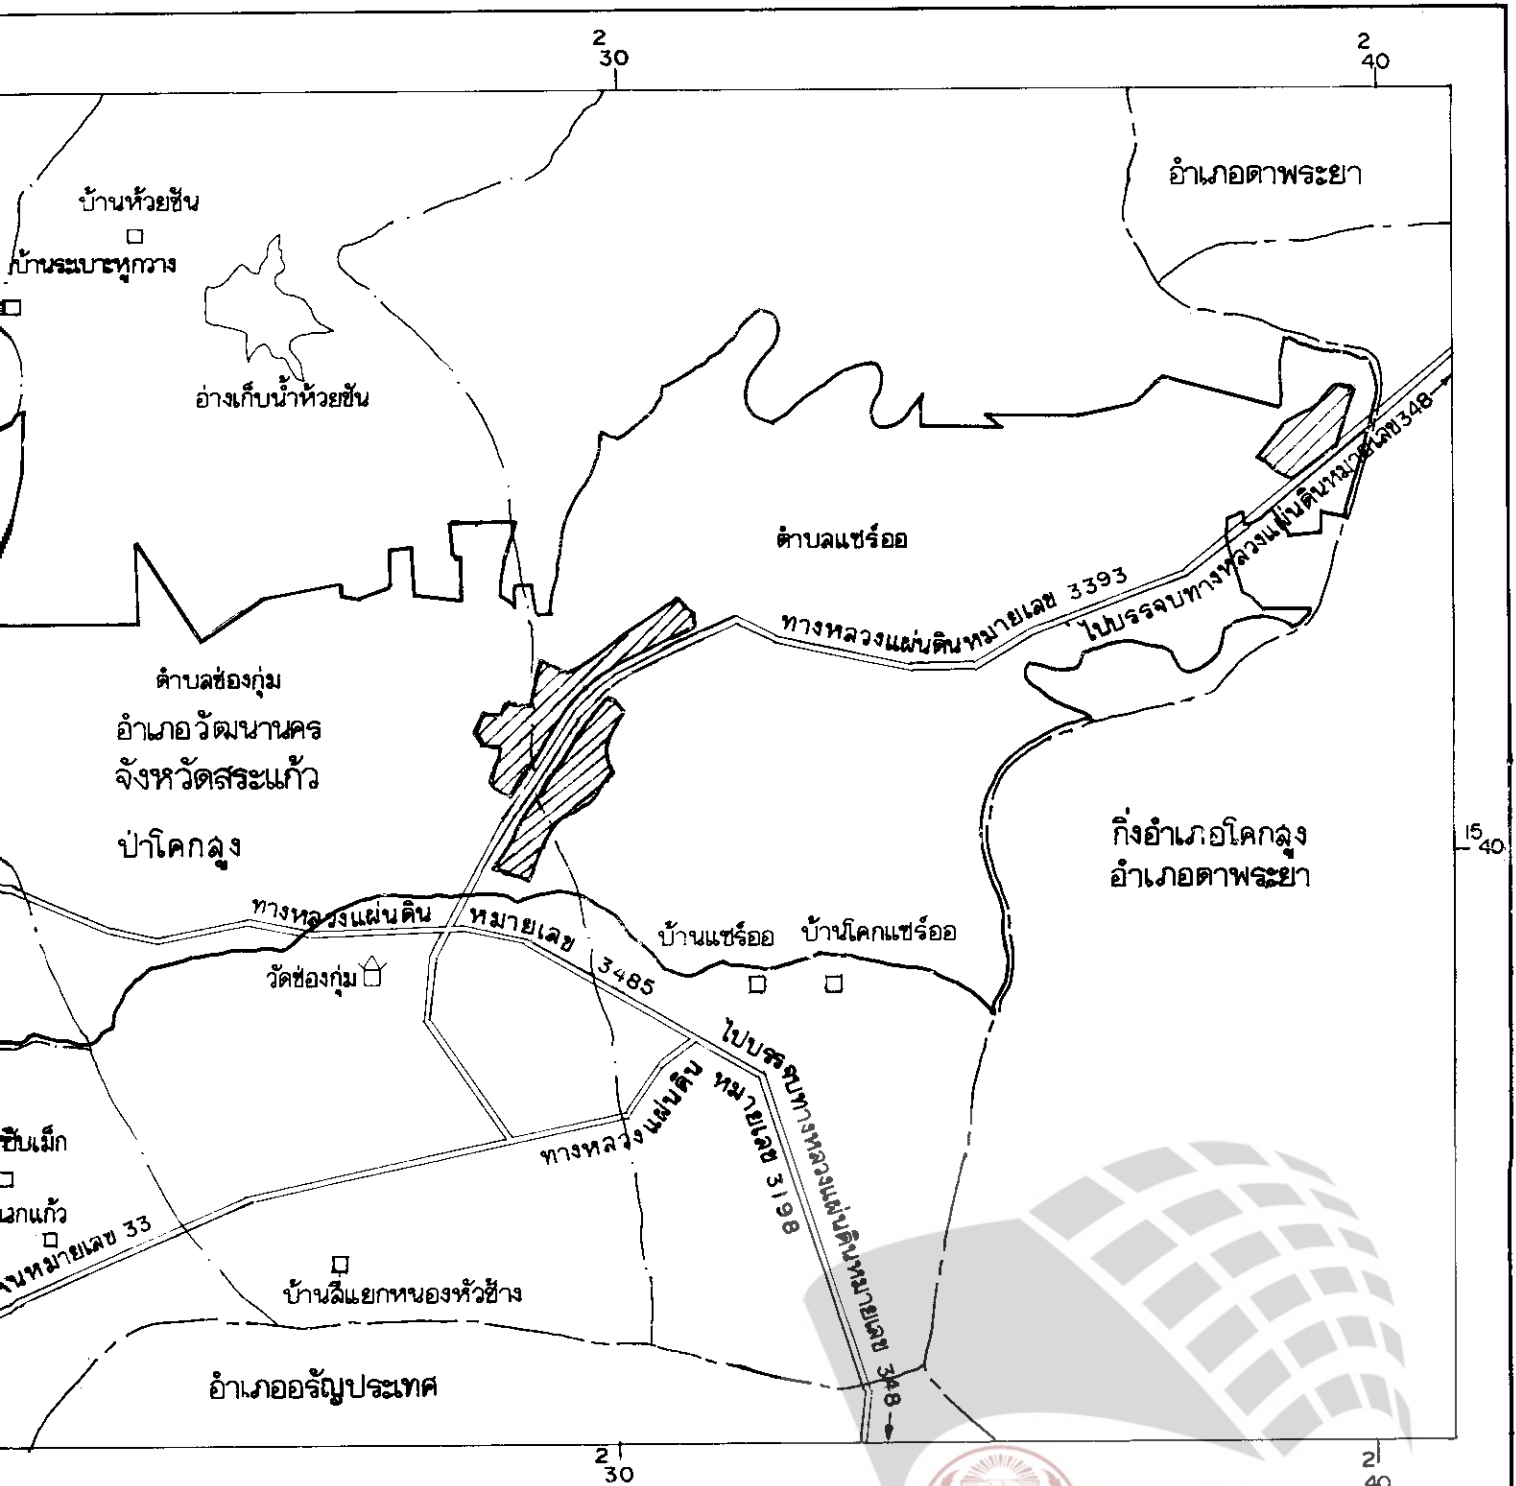 2
30
2
40
อำเภอตาพระยา
บ้านห้วยชัน
บ้านระเบาะหูกวาง
อ่างเก็บน้ำห้วยชัน
ตำบลแซร์ออ
ทางหลวงแผ่นดินหมายเลข 3393
ไปบรรจบทางหลวงแผ่นดินหมายเลข 348
ตำบลช่องกุ่ม
อำเภอวัฒนานคร
จังหวัดสระแก้ว
ป่าโคกสูง
กิ่งอำเภอโคกสูง
อำเภอตาพระยา
15
40
ทางหลวงแผ่นดิน หมายเลข 3485
บ้านแซร์ออ
บ้านโคกแซร์ออ
วัดช่องกุ่ม
ไปบรรจบทางหลวงแผ่นดินหมายเลข 348
ทางหลวงแผ่นดิน หมายเลข 3198
ซับเม็ก
นกแก้ว
หมายเลข 33
บ้านสี่แยกหนองหัวช้าง
อำเภออรัญประเทศ
2
30
2
40